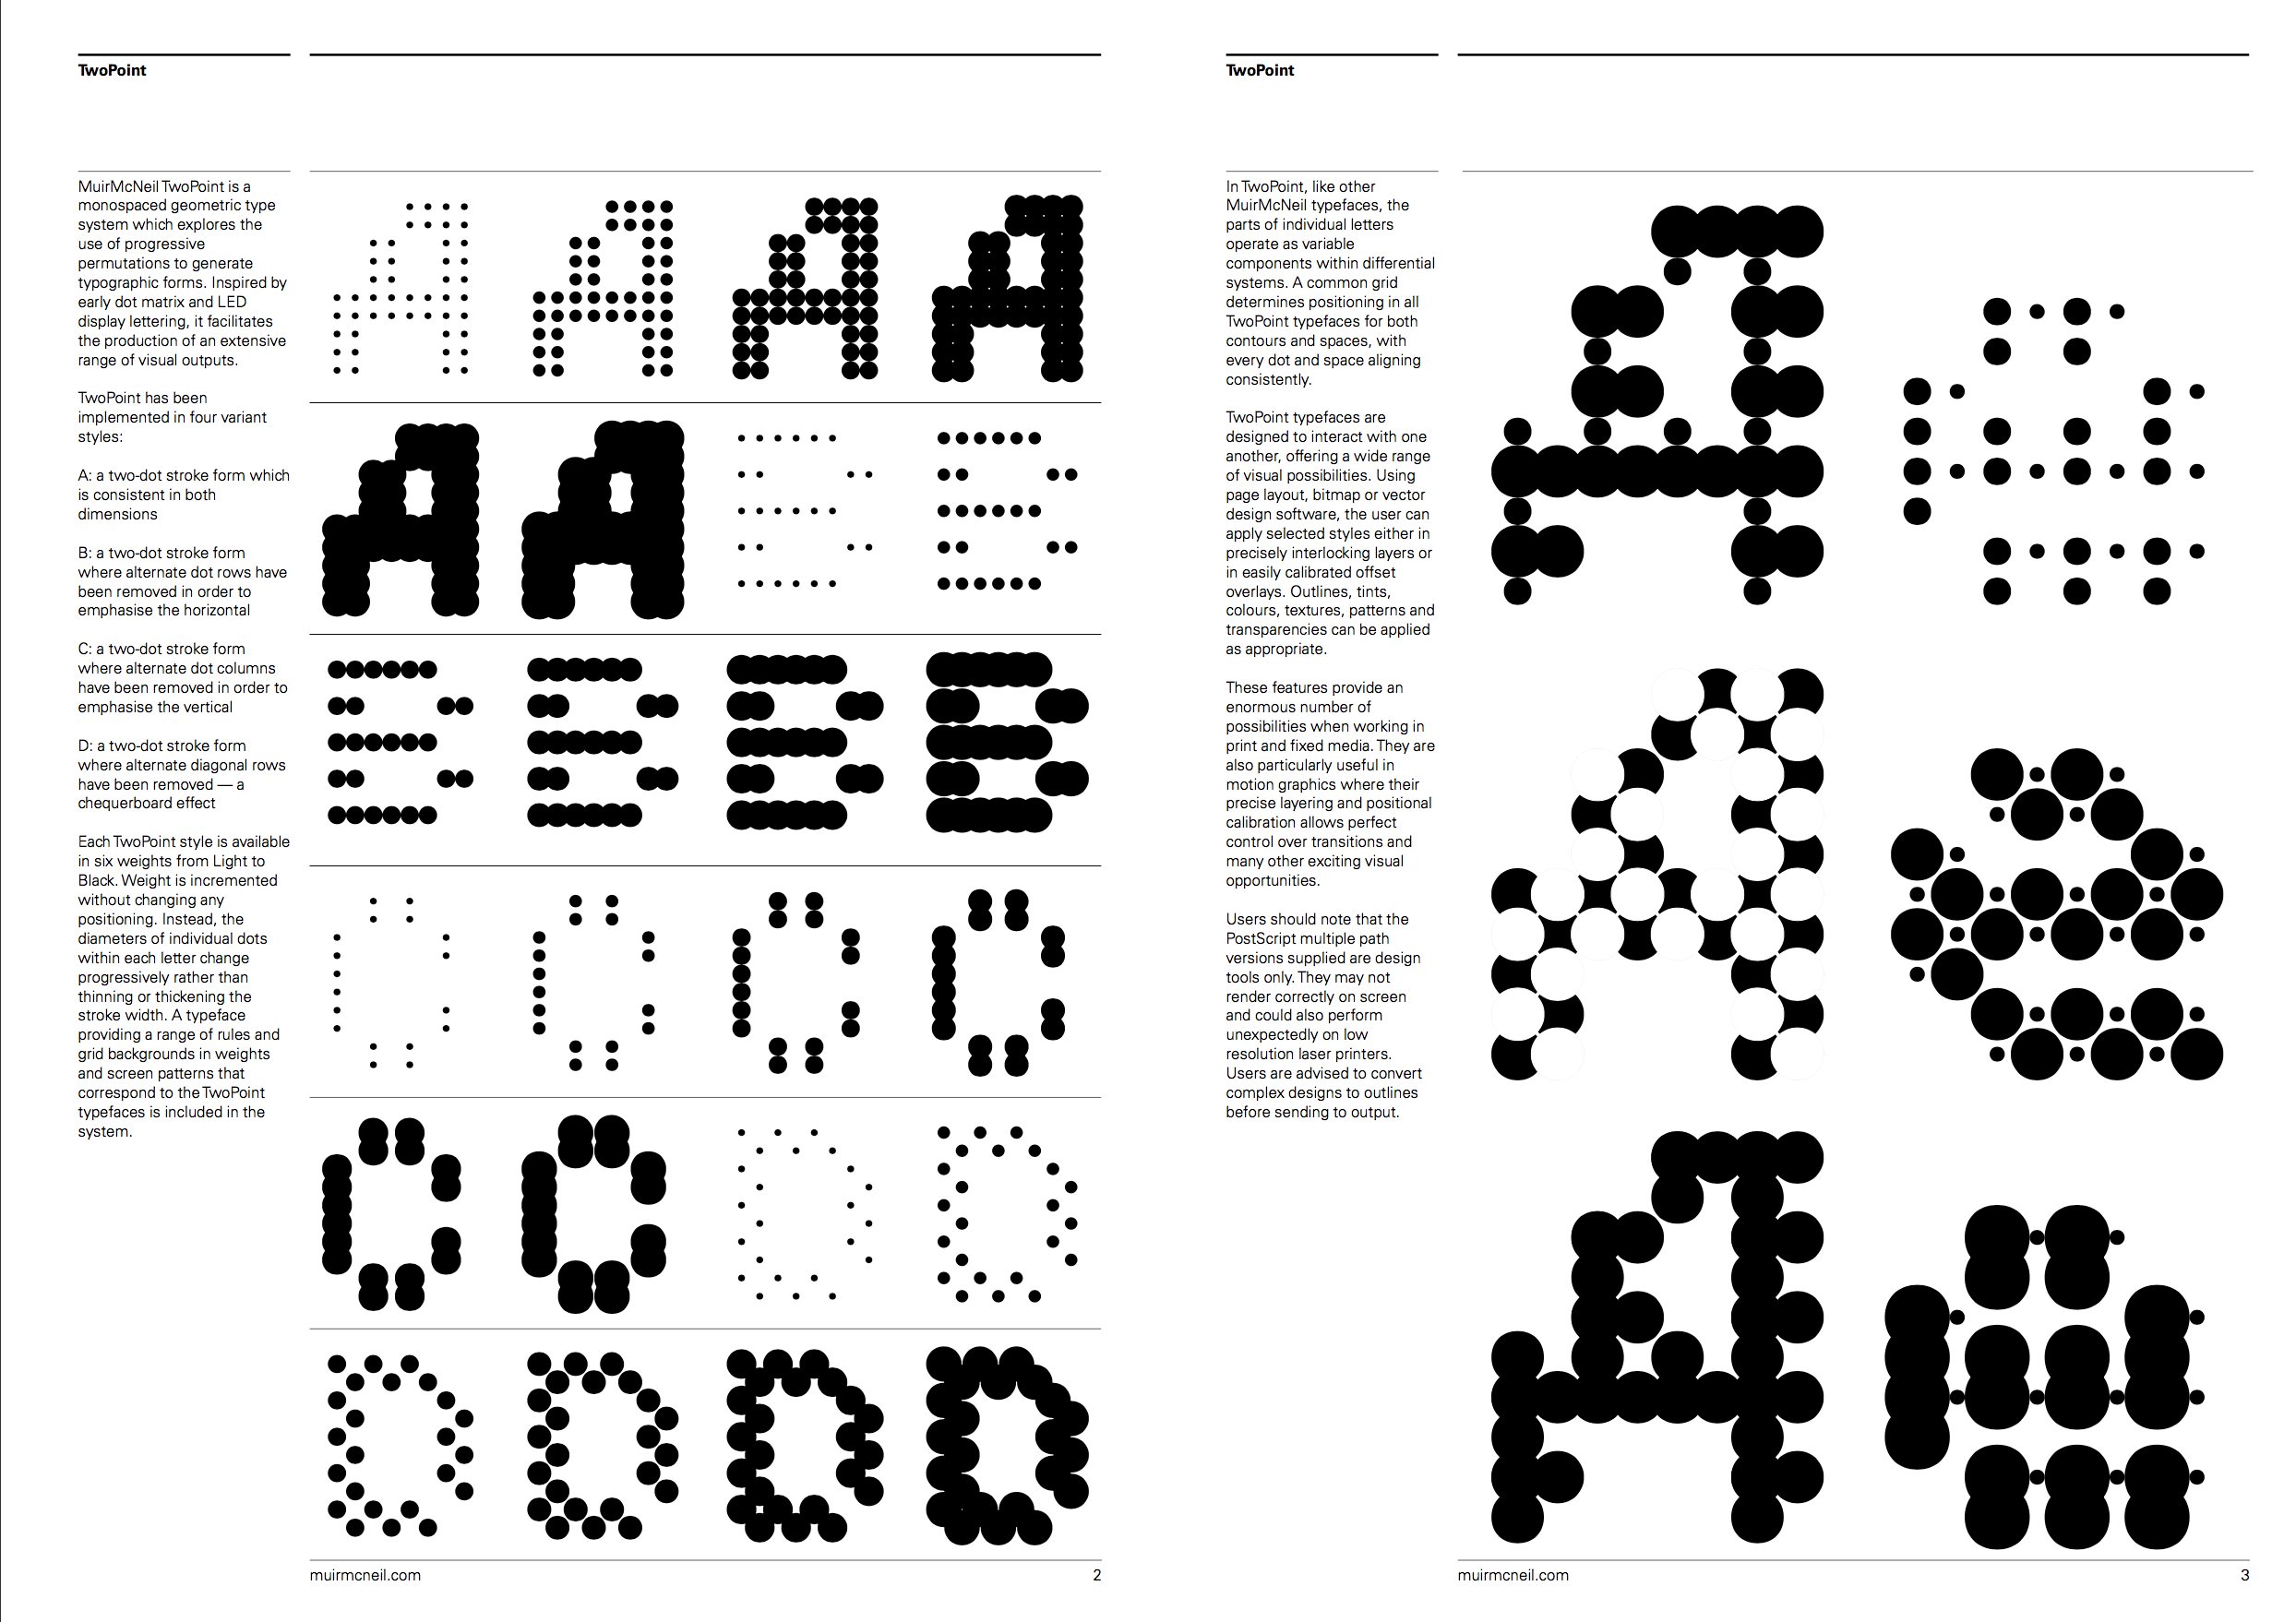 TwoPoint
MuirMcNeil TwoPoint is a
monospaced geometric type
system which explores the
use of progressive
permutations to generate
typographic forms. Inspired by
early dot matrix and LED
display lettering, it facilitates
the production of an extensive
range of visual outputs.
TwoPoint has been
implemented in four variant
styles:
A: a two-dot stroke form which
is consistent in both
dimensions
B: a two-dot stroke form
where alternate dot rows have
been removed in order to
emphasise the horizontal
C: a two-dot stroke form
where alternate dot columns
have been removed in order to
emphasise the vertical
D: a two-dot stroke form
where alternate diagonal rows
have been removed — a
chequerboard effect
Each TwoPoint style is available
in six weights from Light to
Black. Weight is incremented
without changing any
positioning. Instead, the
diameters of individual dots
within each letter change
progressively rather than
thinning or thickening the
stroke width. A typeface
providing a range of rules and
grid backgrounds in weights
and screen patterns that
correspond to the TwoPoint
typefaces is included in the
system.
A A A A
A A B B
B B B B
C C C C
C C D D
D D D D
muirmcneil.com 2
TwoPoint
In TwoPoint, like other
MuirMcNeil typefaces, the
parts of individual letters
operate as variable
components within differential
systems. A common grid
determines positioning in all
TwoPoint typefaces for both
contours and spaces, with
every dot and space aligning
consistently.
TwoPoint typefaces are
designed to interact with one
another, offering a wide range
of visual possibilities. Using
page layout, bitmap or vector
design software, the user can
apply selected styles either in
precisely interlocking layers or
in easily calibrated offset
overlays. Outlines, tints,
colours, textures, patterns and
transparencies can be applied
as appropriate.
These features provide an
enormous number of
possibilities when working in
print and fixed media. They are
also particularly useful in
motion graphics where their
precise layering and positional
calibration allows perfect
control over transitions and
many other exciting visual
opportunities.
Users should note that the
PostScript multiple path
versions supplied are design
tools only. They may not
render correctly on screen
and could also perform
unexpectedly on low
resolution laser printers.
Users are advised to convert
complex designs to outlines
before sending to output.
A e
A e
A e
muirmcneil.com 3